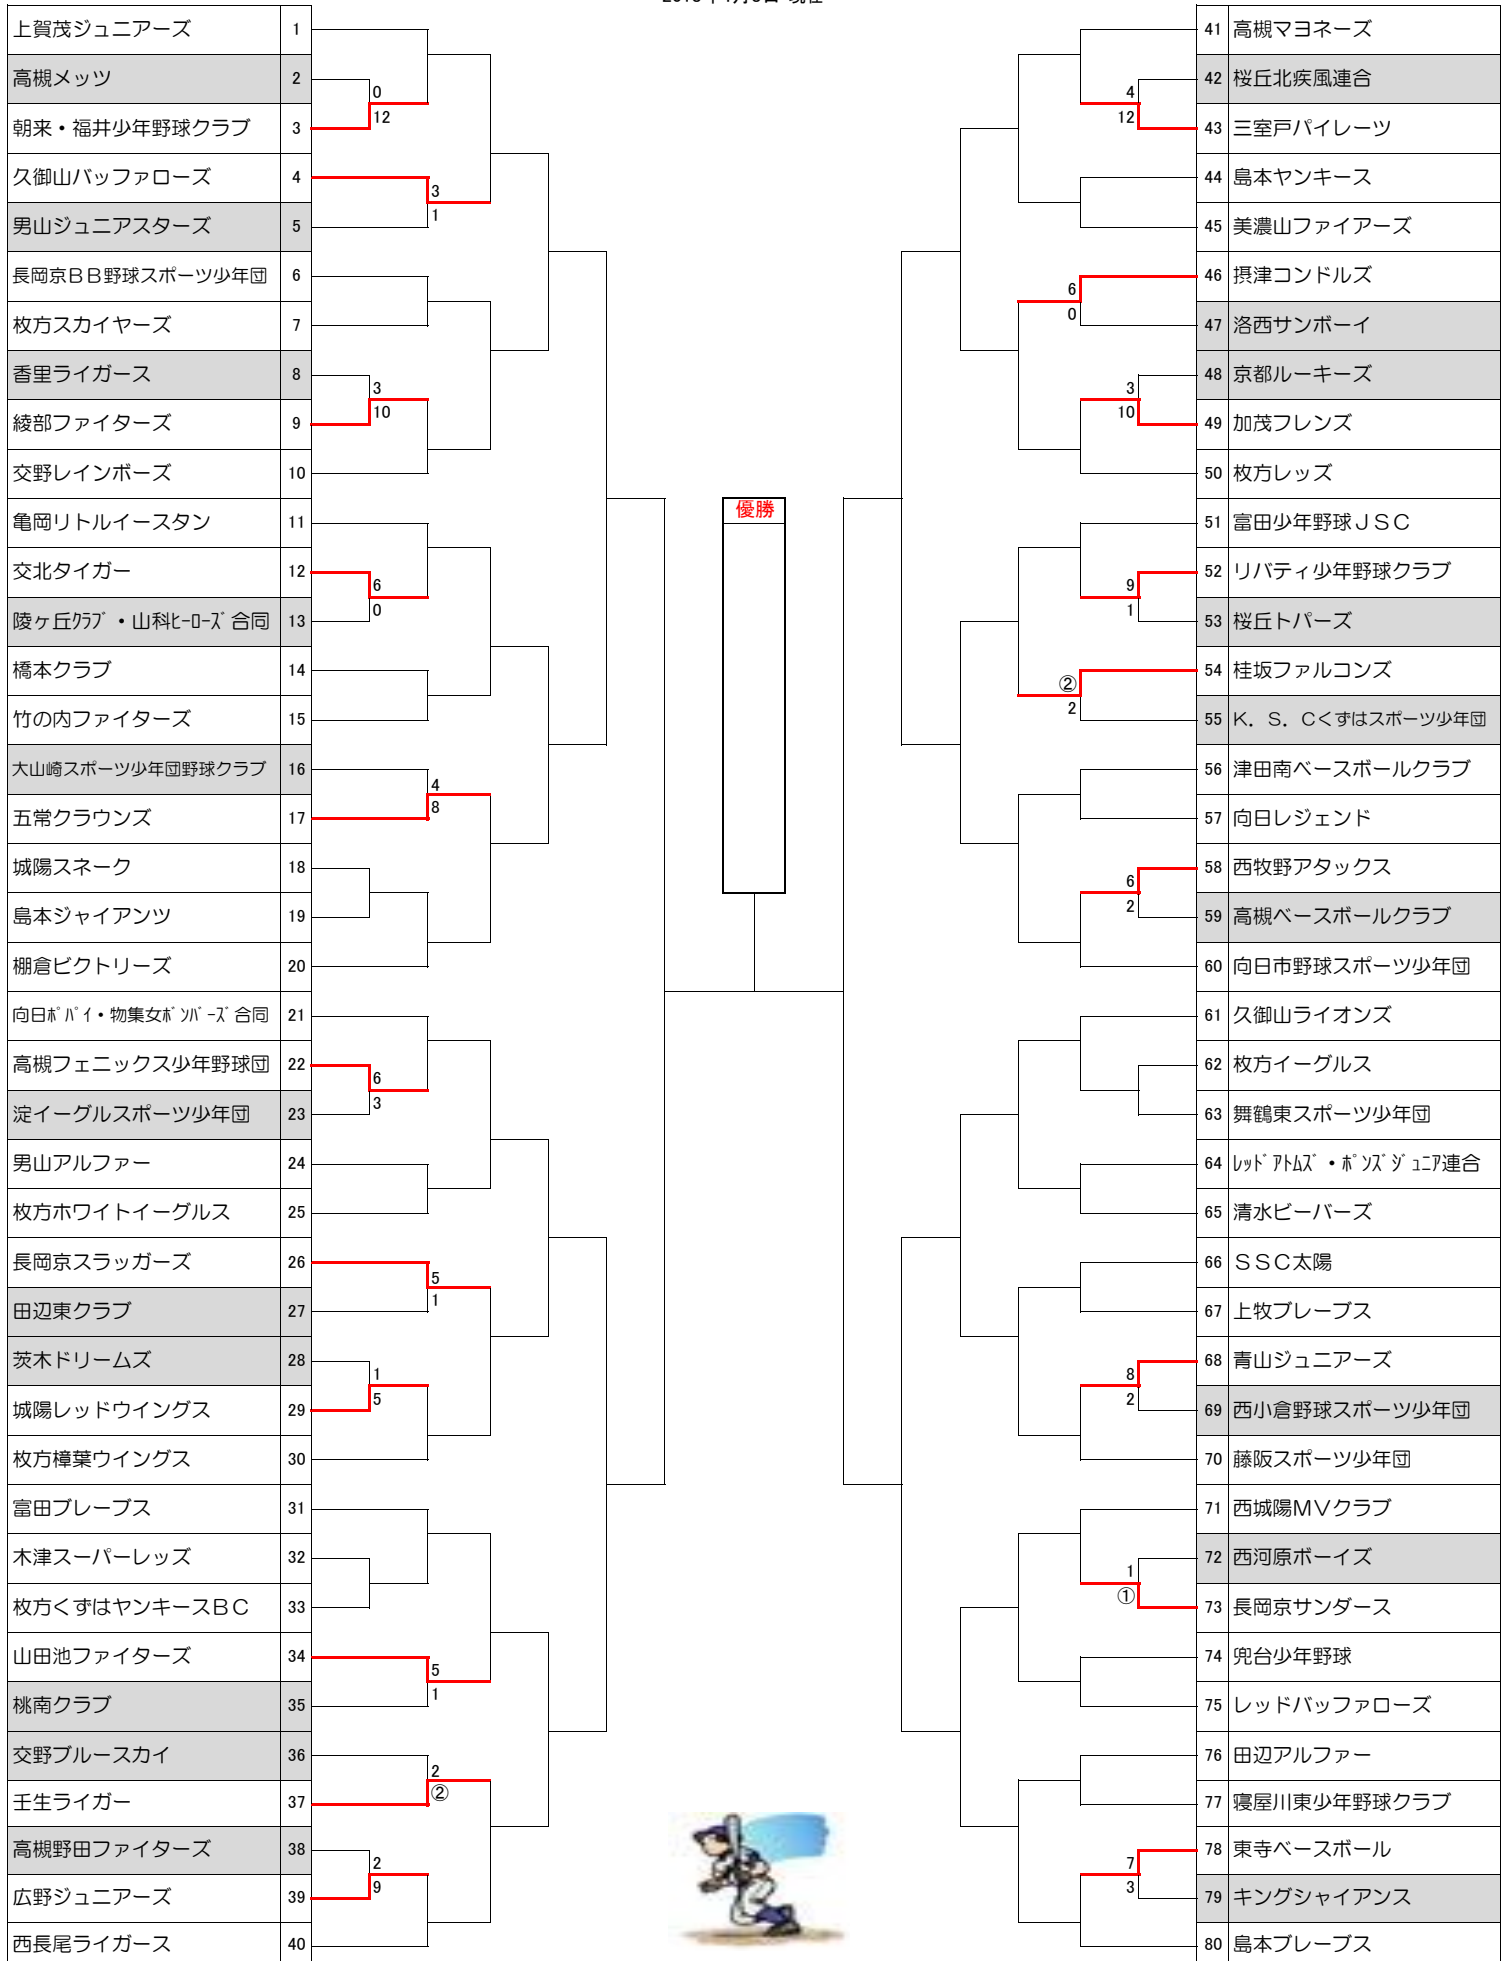 上賀茂ジュニアーズ 1
高槻メッツ 2
0
朝来・福井少年野球クラブ 3
12
久御山バッファローズ 4
3
男山ジュニアスターズ 5
1
長岡京BB野球スポーツ少年団 6
枚方スカイヤーズ 7
香里ライガース 8
3
綾部ファイターズ 9
10
交野レインボーズ 10
亀岡リトルイースタン 11
交北タイガー 12
6
陵ヶ丘クラブ・山科ヒーローズ合同 13
0
橋本クラブ 14
竹の内ファイターズ 15
大山崎スポーツ少年団野球クラブ 16
4
五常クラウンズ 17
8
城陽スネーク 18
島本ジャイアンツ 19
棚倉ビクトリーズ 20
向日ポパイ・物集女ボンバーズ合同 21
高槻フェニックス少年野球団 22
6
淀イーグルスポーツ少年団 23
3
男山アルファー 24
枚方ホワイトイーグルス 25
長岡京スラッガーズ 26
5
田辺東クラブ 27
1
茨木ドリームズ 28
1
城陽レッドウイングス 29
5
枚方樟葉ウイングス 30
富田ブレーブス 31
木津スーパーレッズ 32
枚方くずはヤンキースBC 33
山田池ファイターズ 34
5
桃南クラブ 35
1
交野ブルースカイ 36
2
壬生ライガー 37
②
高槻野田ファイターズ 38
2
広野ジュニアーズ 39
9
西長尾ライガース 40
優勝
41 高槻マヨネーズ
42 桜丘北疾風連合
4
43 三室戸パイレーツ
12
44 島本ヤンキース
45 美濃山ファイアーズ
46 摂津コンドルズ
6
47 洛西サンボーイ
0
48 京都ルーキーズ
3
49 加茂フレンズ
10
50 枚方レッズ
51 富田少年野球JSC
52 リバティ少年野球クラブ
9
53 桜丘トパーズ
1
54 桂坂ファルコンズ
②
55 K.S.Cくずはスポーツ少年団
2
56 津田南ベースボールクラブ
57 向日レジェンド
58 西牧野アタックス
6
59 高槻ベースボールクラブ
2
60 向日市野球スポーツ少年団
61 久御山ライオンズ
62 枚方イーグルス
63 舞鶴東スポーツ少年団
64 レッドアトムズ・ポンズジュニア連合
65 清水ビーバーズ
66 SSC太陽
67 上牧ブレーブス
68 青山ジュニアーズ
8
69 西小倉野球スポーツ少年団
2
70 藤阪スポーツ少年団
71 西城陽MVクラブ
72 西河原ボーイズ
1
73 長岡京サンダース
①
74 兜台少年野球
75 レッドバッファローズ
76 田辺アルファー
77 寝屋川東少年野球クラブ
78 東寺ベースボール
7
79 キングシャイアンス
3
80 島本ブレーブス